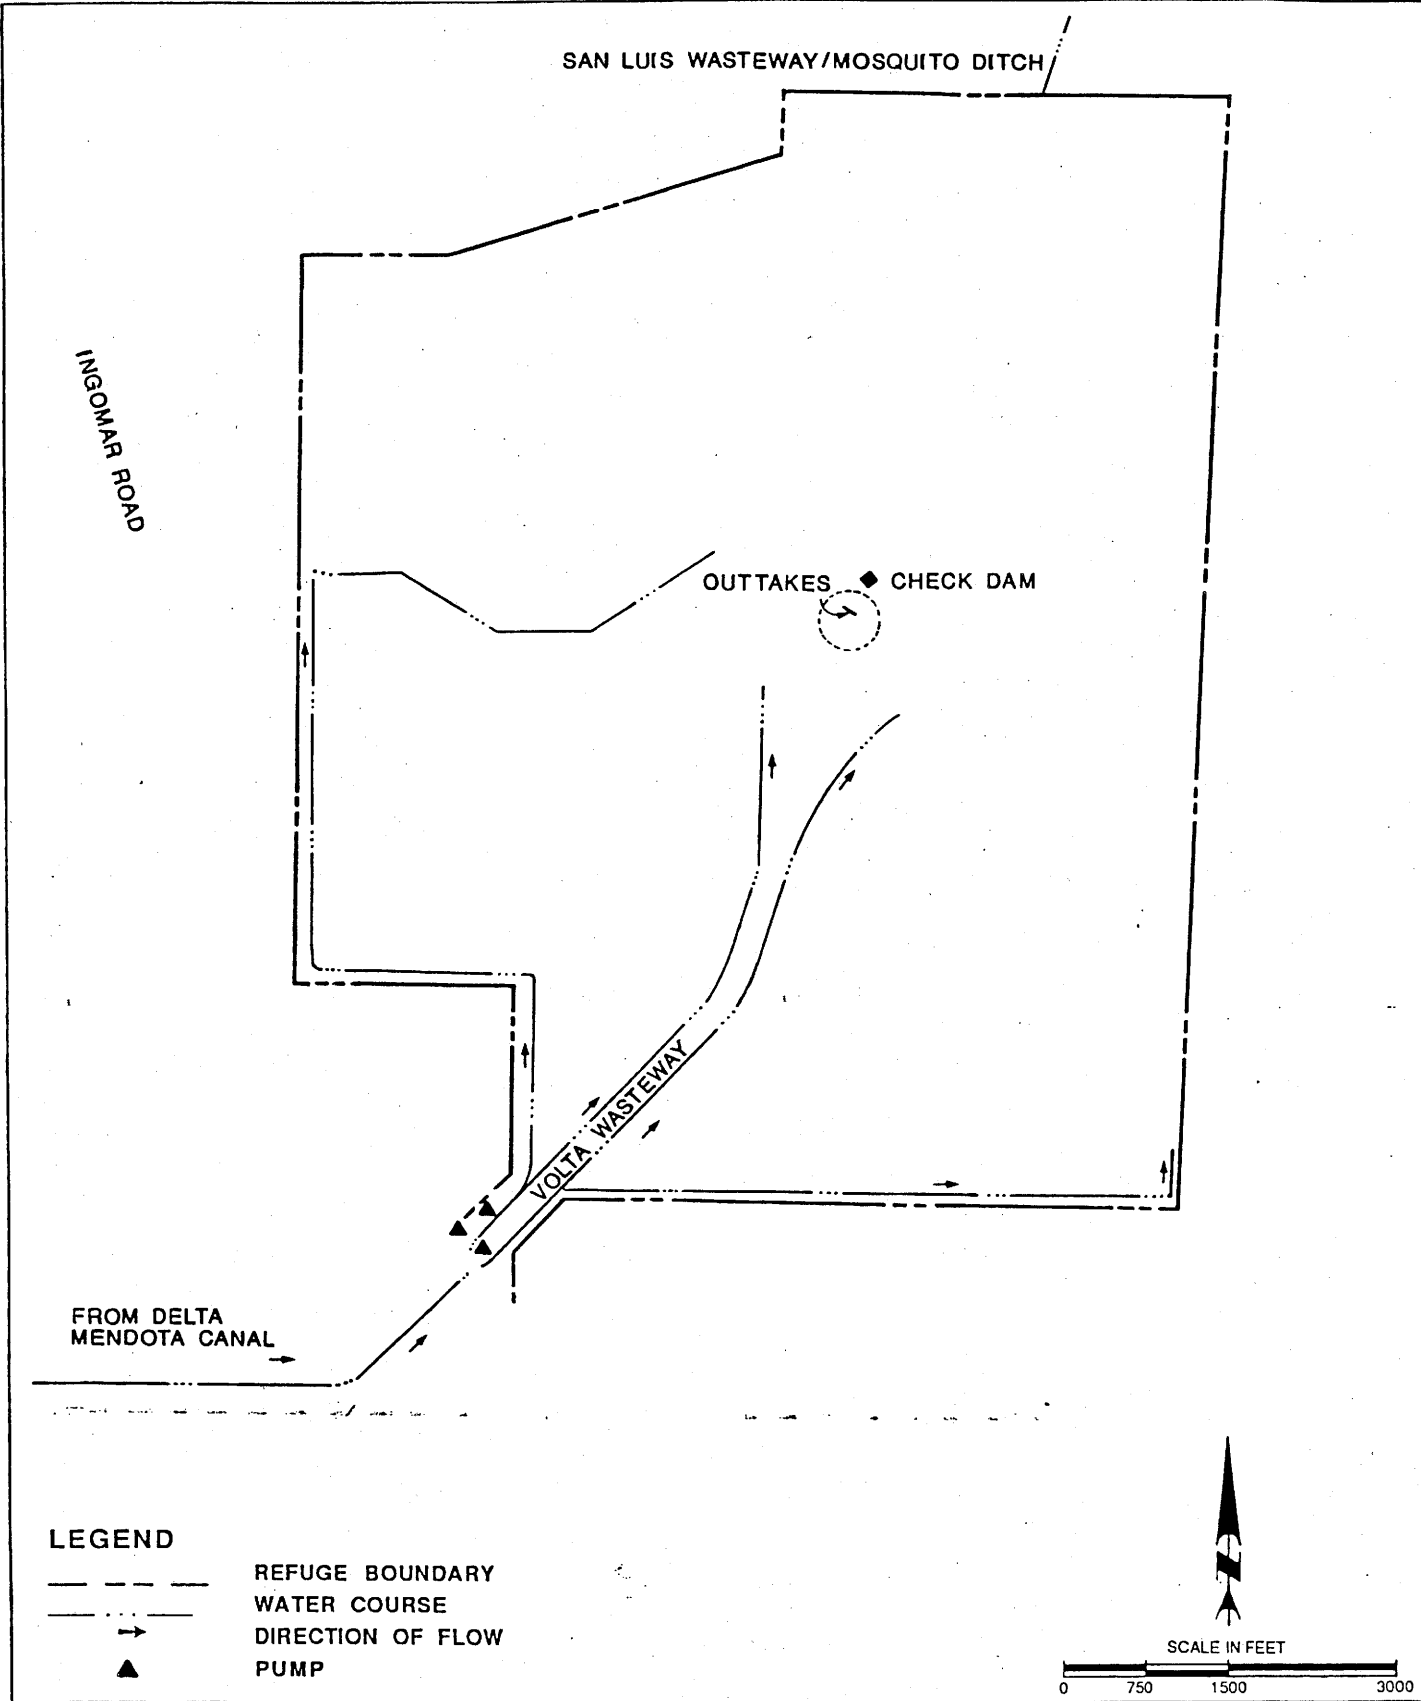 SAN LUIS WASTEWAY/MOSQUITO DITCH
INGOMAR ROAD
OUTTAKES
CHECK DAM
VOLTA WASTEWAY
FROM DELTA
MENDOTA CANAL
LEGEND
REFUGE BOUNDARY
WATER COURSE
DIRECTION OF FLOW
PUMP
N
SCALE IN FEET
0 750 1500 3000